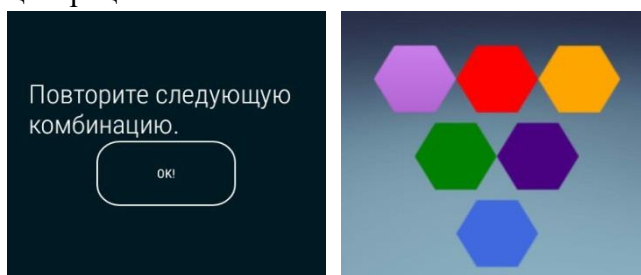 Повторите следующую
комбинацию.
OK!